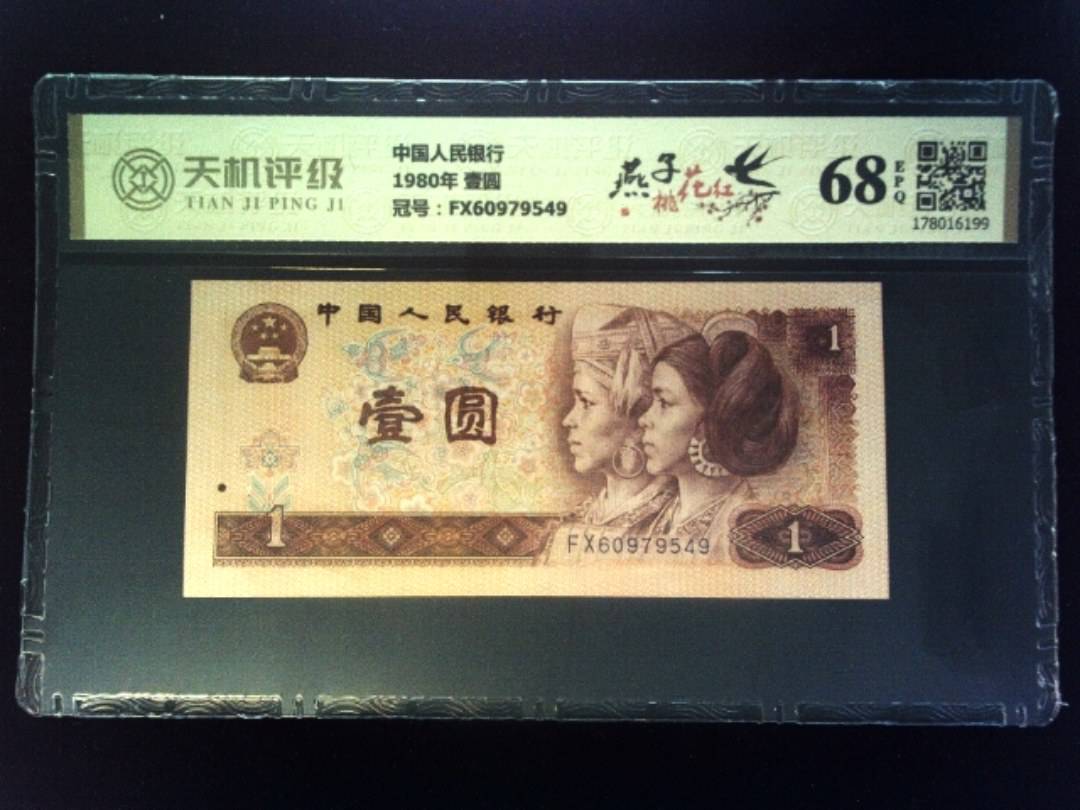 天机评级
TIAN JI PING JI
中国人民银行
1980年 壹圆
冠号：FX60979549
燕子
桃花红
68
EPQ
178016199
中国人民银行
1
壹圆
1
FX60979549
1